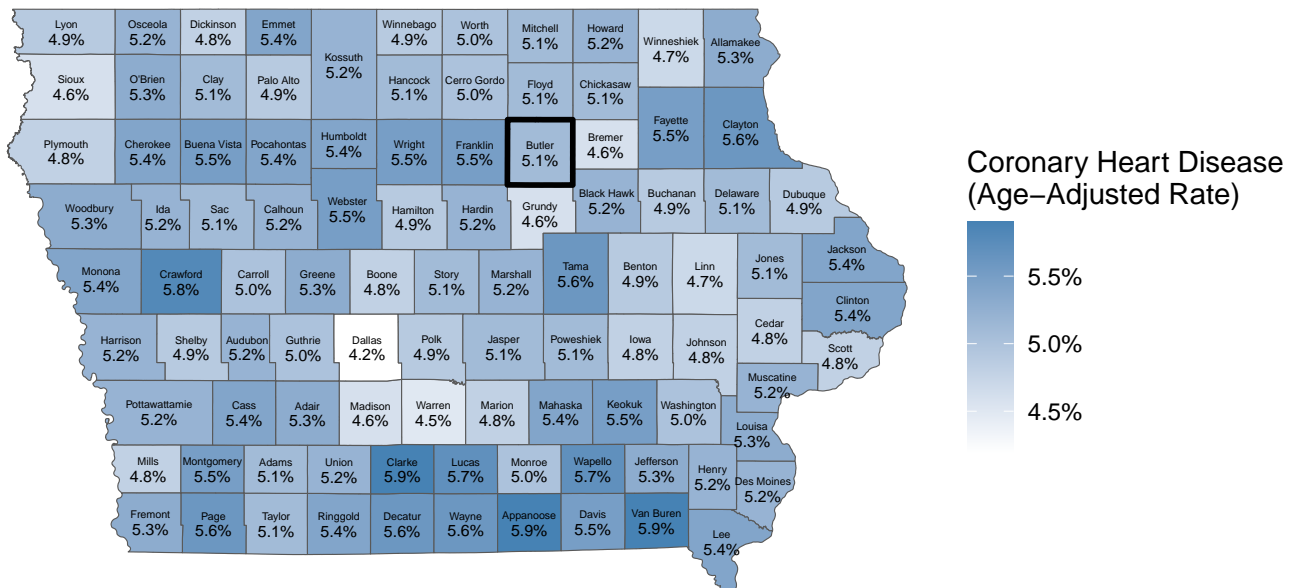 Lyon
4.9%
Osceola
5.2%
Dickinson
4.8%
Emmet
5.4%
Kossuth
5.2%
Winnebago
4.9%
Worth
5.0%
Mitchell
5.1%
Howard
5.2%
Winneshiek
4.7%
Allamakee
5.3%
Sioux
4.6%
O'Brien
5.3%
Clay
5.1%
Palo Alto
4.9%
Hancock
5.1%
Cerro Gordo
5.0%
Floyd
5.1%
Chickasaw
5.1%
Fayette
5.5%
Clayton
5.6%
Plymouth
4.8%
Cherokee
5.4%
Buena Vista
5.5%
Pocahontas
5.4%
Humboldt
5.4%
Wright
5.5%
Franklin
5.5%
Butler
5.1%
Bremer
4.6%
Woodbury
5.3%
Ida
5.2%
Sac
5.1%
Calhoun
5.2%
Webster
5.5%
Hamilton
4.9%
Hardin
5.2%
Grundy
4.6%
Black Hawk
5.2%
Buchanan
4.9%
Delaware
5.1%
Dubuque
4.9%
Monona
5.4%
Crawford
5.8%
Carroll
5.0%
Greene
5.3%
Boone
4.8%
Story
5.1%
Marshall
5.2%
Tama
5.6%
Benton
4.9%
Linn
4.7%
Jones
5.1%
Jackson
5.4%
Clinton
5.4%
Harrison
5.2%
Shelby
4.9%
Audubon
5.2%
Guthrie
5.0%
Dallas
4.2%
Polk
4.9%
Jasper
5.1%
Poweshiek
5.1%
Iowa
4.8%
Johnson
4.8%
Cedar
4.8%
Scott
4.8%
Muscatine
5.2%
Pottawattamie
5.2%
Cass
5.4%
Adair
5.3%
Madison
4.6%
Warren
4.5%
Marion
4.8%
Mahaska
5.4%
Keokuk
5.5%
Washington
5.0%
Louisa
5.3%
Mills
4.8%
Montgomery
5.5%
Adams
5.1%
Union
5.2%
Clarke
5.9%
Lucas
5.7%
Monroe
5.0%
Wapello
5.7%
Jefferson
5.3%
Henry
5.2%
Des Moines
5.2%
Fremont
5.3%
Page
5.6%
Taylor
5.1%
Ringgold
5.4%
Decatur
5.6%
Wayne
5.6%
Appanoose
5.9%
Davis
5.5%
Van Buren
5.9%
Lee
5.4%
Coronary Heart Disease
(Age−Adjusted Rate)
5.5%
5.0%
4.5%